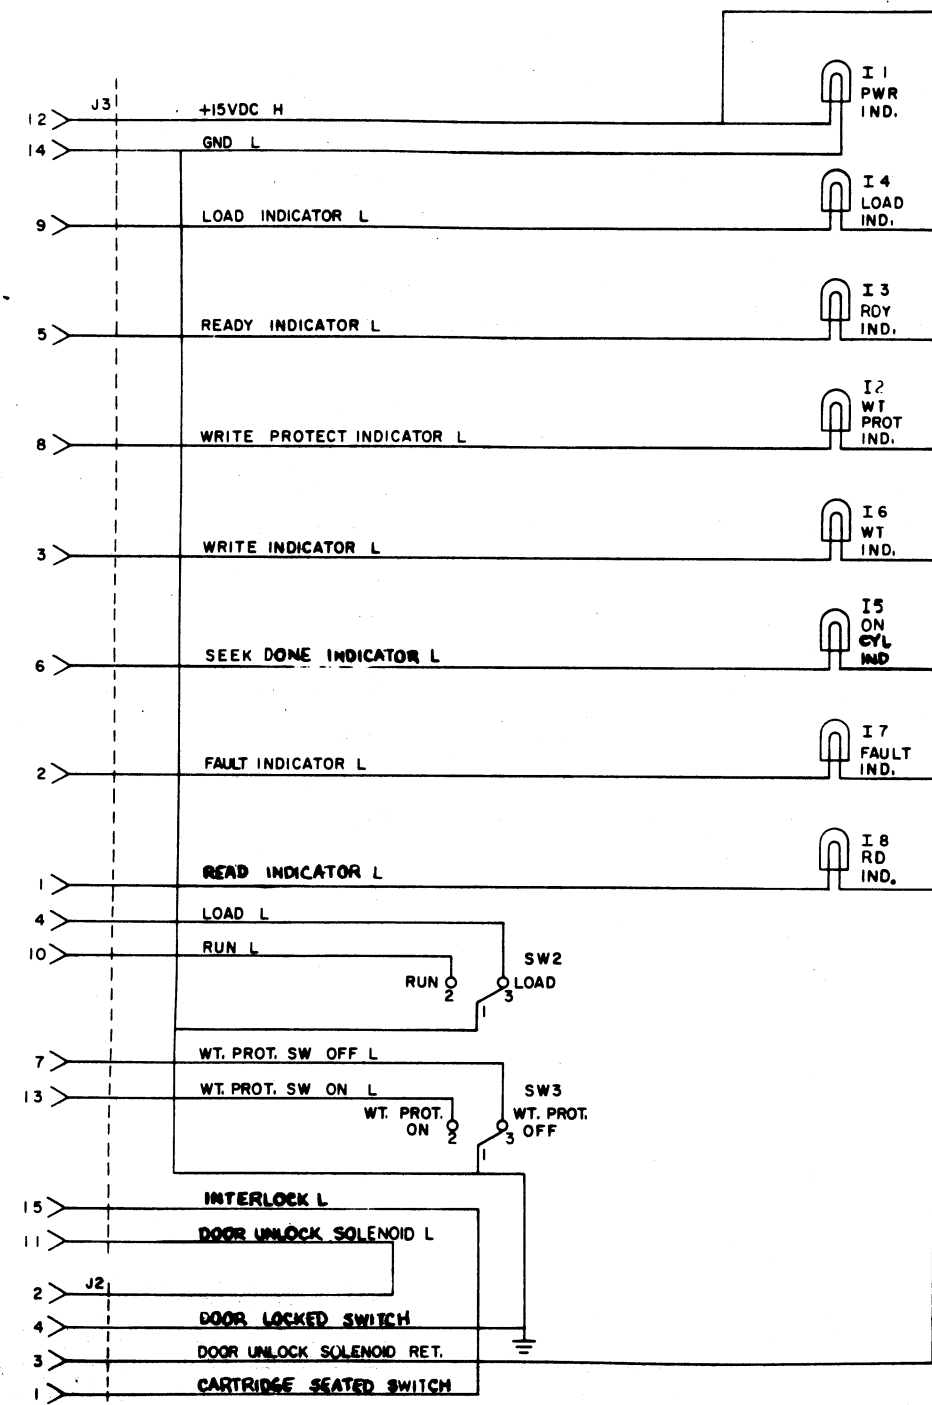 J3
12 +15VDC H
I1
PWR
IND.
14 GND L
I4
LOAD
IND.
9 LOAD INDICATOR L
I3
RDY
IND.
5 READY INDICATOR L
I2
WT
PROT
IND.
8 WRITE PROTECT INDICATOR L
I6
WT
IND.
3 WRITE INDICATOR L
I5
ON
CYL
IND
6 SEEK DONE INDICATOR L
I7
FAULT
IND.
2 FAULT INDICATOR L
I8
RD
IND.
1 READ INDICATOR L
4 LOAD L
10 RUN L
SW2
RUN 2 3 LOAD
1
7 WT. PROT. SW OFF L
13 WT. PROT. SW ON L
SW3
WT. PROT. WT. PROT.
ON 2 3 OFF
1
15 INTERLOCK L
11 DOOR UNLOCK SOLENOID L
J2
2
4 DOOR LOCKED SWITCH
3 DOOR UNLOCK SOLENOID RET.
1 CARTRIDGE SEATED SWITCH